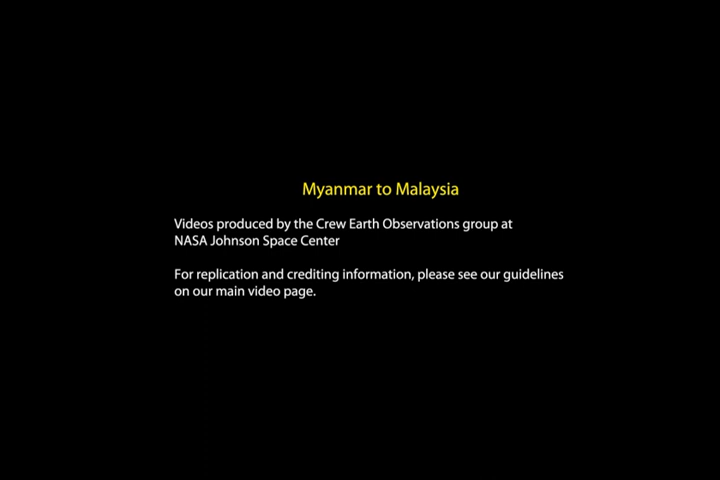 Myanmar to Malaysia
Videos produced by the Crew Earth Observations group at
NASA Johnson Space Center
For replication and crediting information, please see our guidelines
on our main video page.